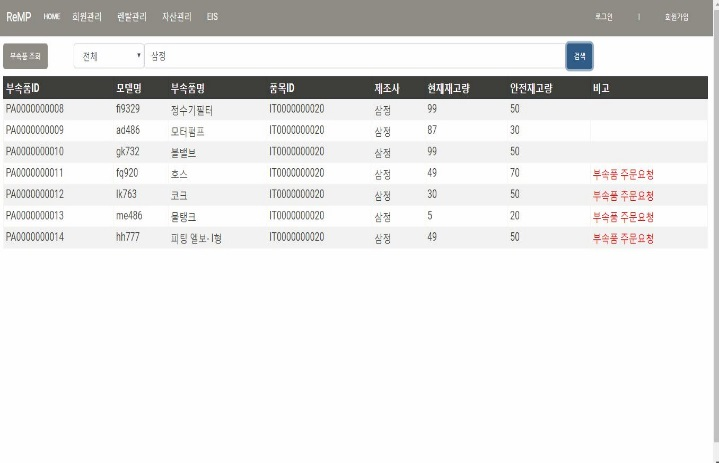 ReMP HOME 회원관리 렌탈관리 자산관리 EIS 로그인 | 회원가입
부속품 조회 전체 삼정 검색
부속품ID 모델명 부속품명 품목ID 제조사 현재재고량 안전재고량 비고
PA0000000008 fi9329 정수기필터 IT0000000020 삼정 99 50
PA0000000009 ad486 모터펌프 IT0000000020 삼정 87 30
PA0000000010 gk732 볼밸브 IT0000000020 삼정 99 50
PA0000000011 fq920 호스 IT0000000020 삼정 49 70 부속품 주문요청
PA0000000012 lk763 코크 IT0000000020 삼정 30 50 부속품 주문요청
PA0000000013 me486 물탱크 IT0000000020 삼정 5 20 부속품 주문요청
PA0000000014 hh777 피팅 엘보-I형 IT0000000020 삼정 49 50 부속품 주문요청